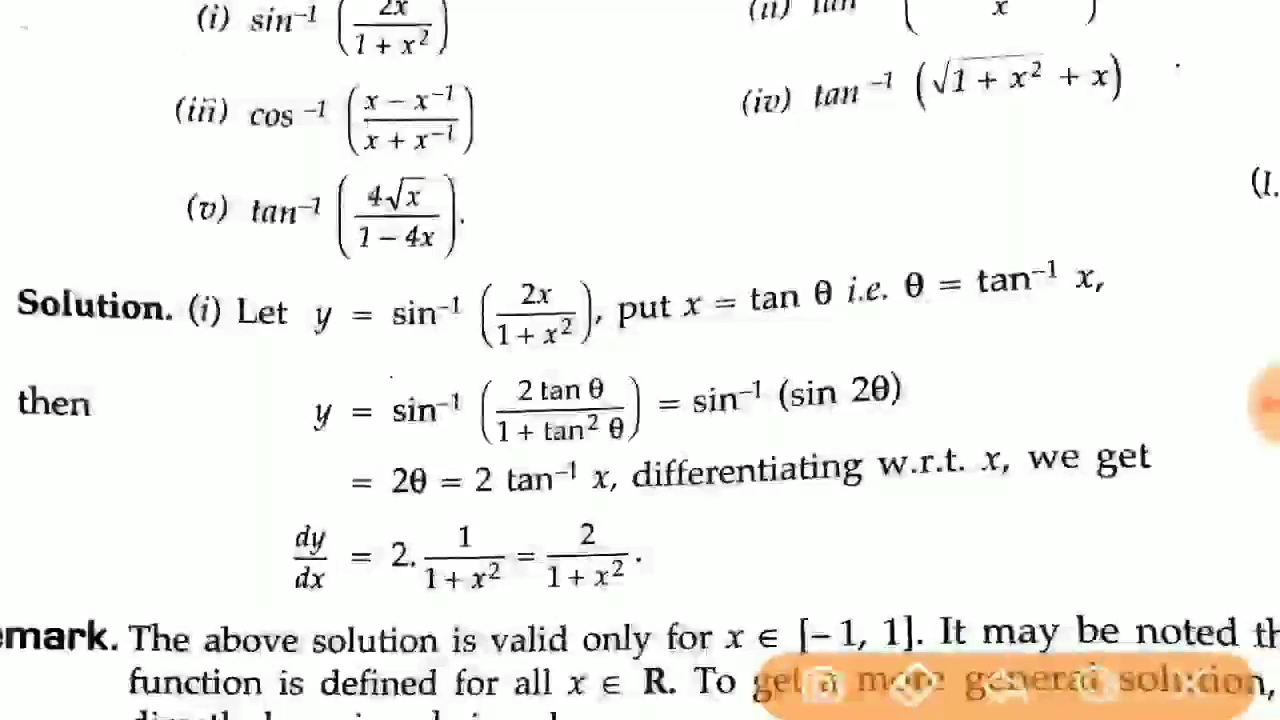 (i) sin⁻¹ (2x / 1 + x²)
x
(iii) cos⁻¹ (x − x⁻¹ / x + x⁻¹)
(iv) tan⁻¹ (√1 + x² + x)
(v) tan⁻¹ (4√x / 1 − 4x).
(I.
Solution. (i) Let y = sin⁻¹ (2x / 1 + x²), put x = tan θ i.e. θ = tan⁻¹ x,
then y = sin⁻¹ (2 tan θ / 1 + tan² θ) = sin⁻¹ (sin 2θ)
= 2θ = 2 tan⁻¹ x, differentiating w.r.t. x, we get
dy/dx = 2. 1 / 1 + x² = 2 / 1 + x².
emark. The above solution is valid only for x ∈ [− 1, 1]. It may be noted th
function is defined for all x ∈ R. To get a more general solution,